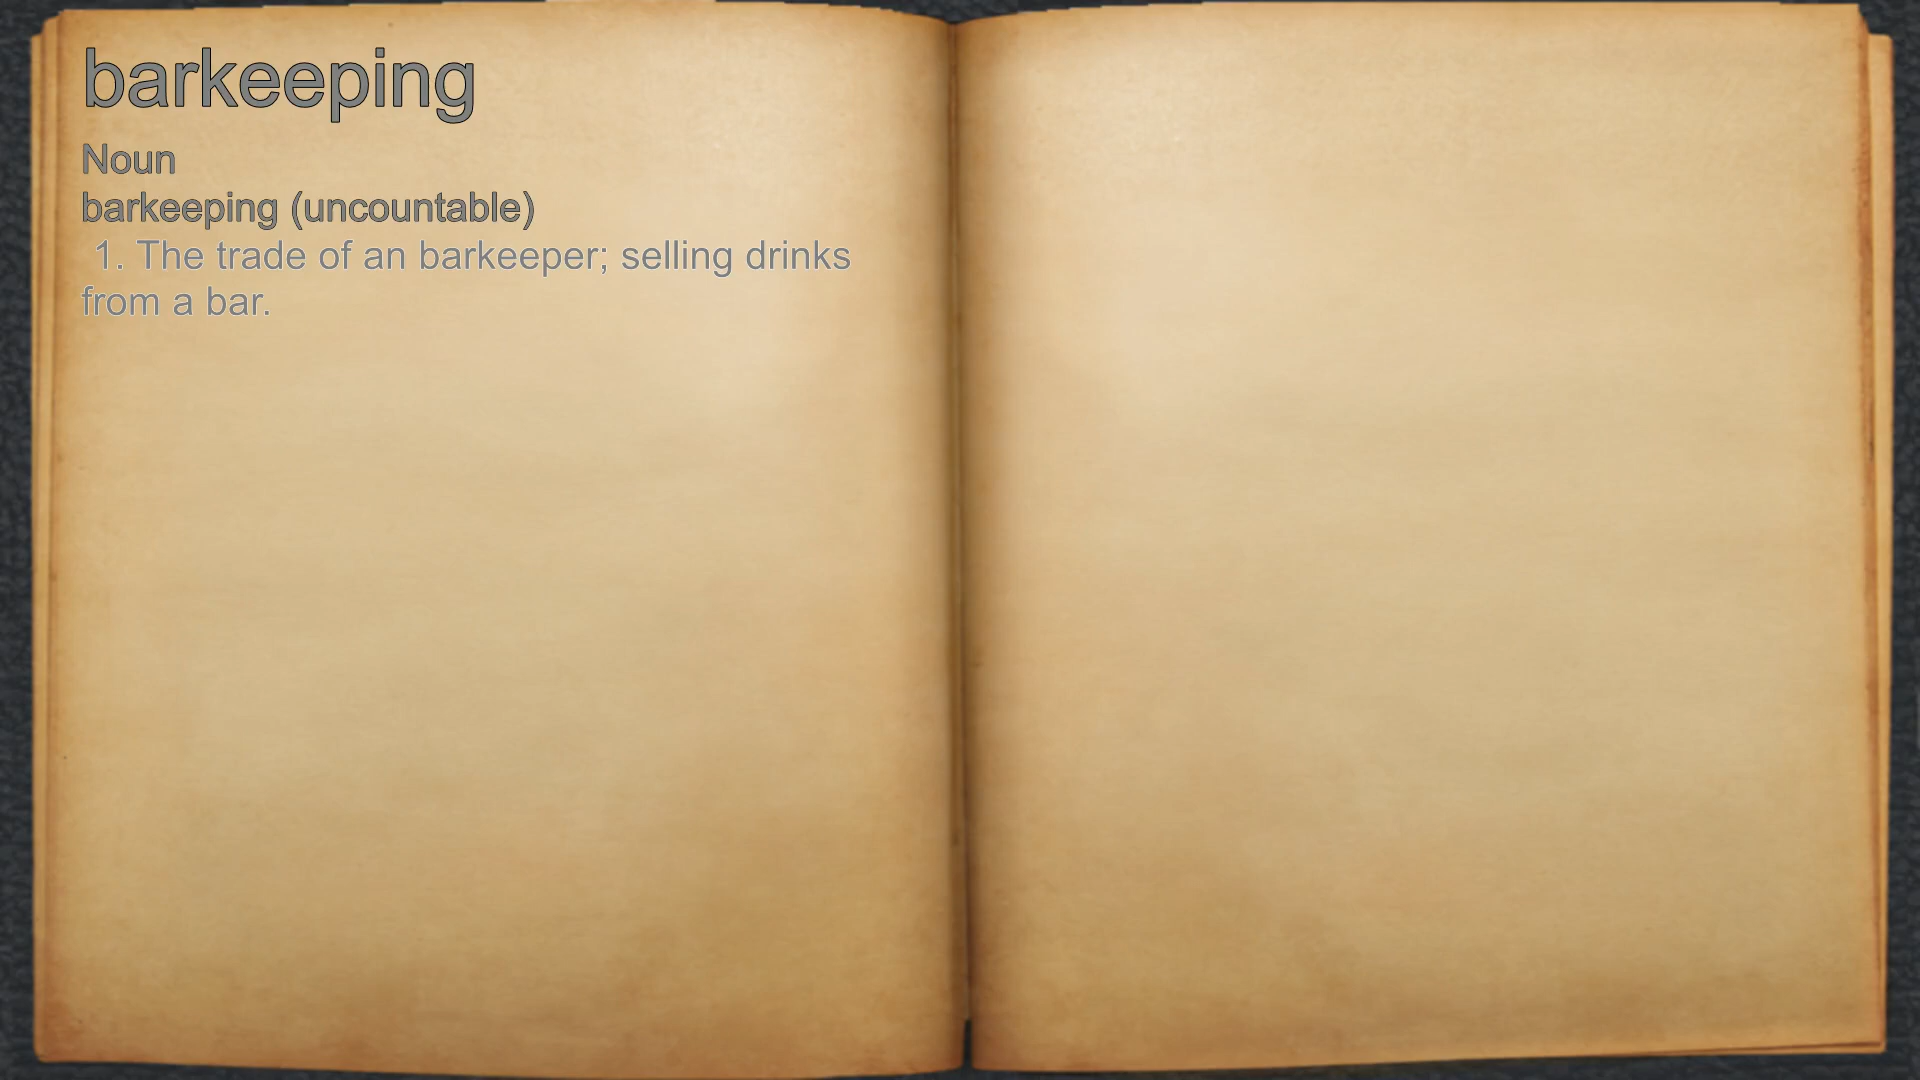 barkeeping
Noun
barkeeping (uncountable)
1. The trade of an barkeeper; selling drinks
from a bar.